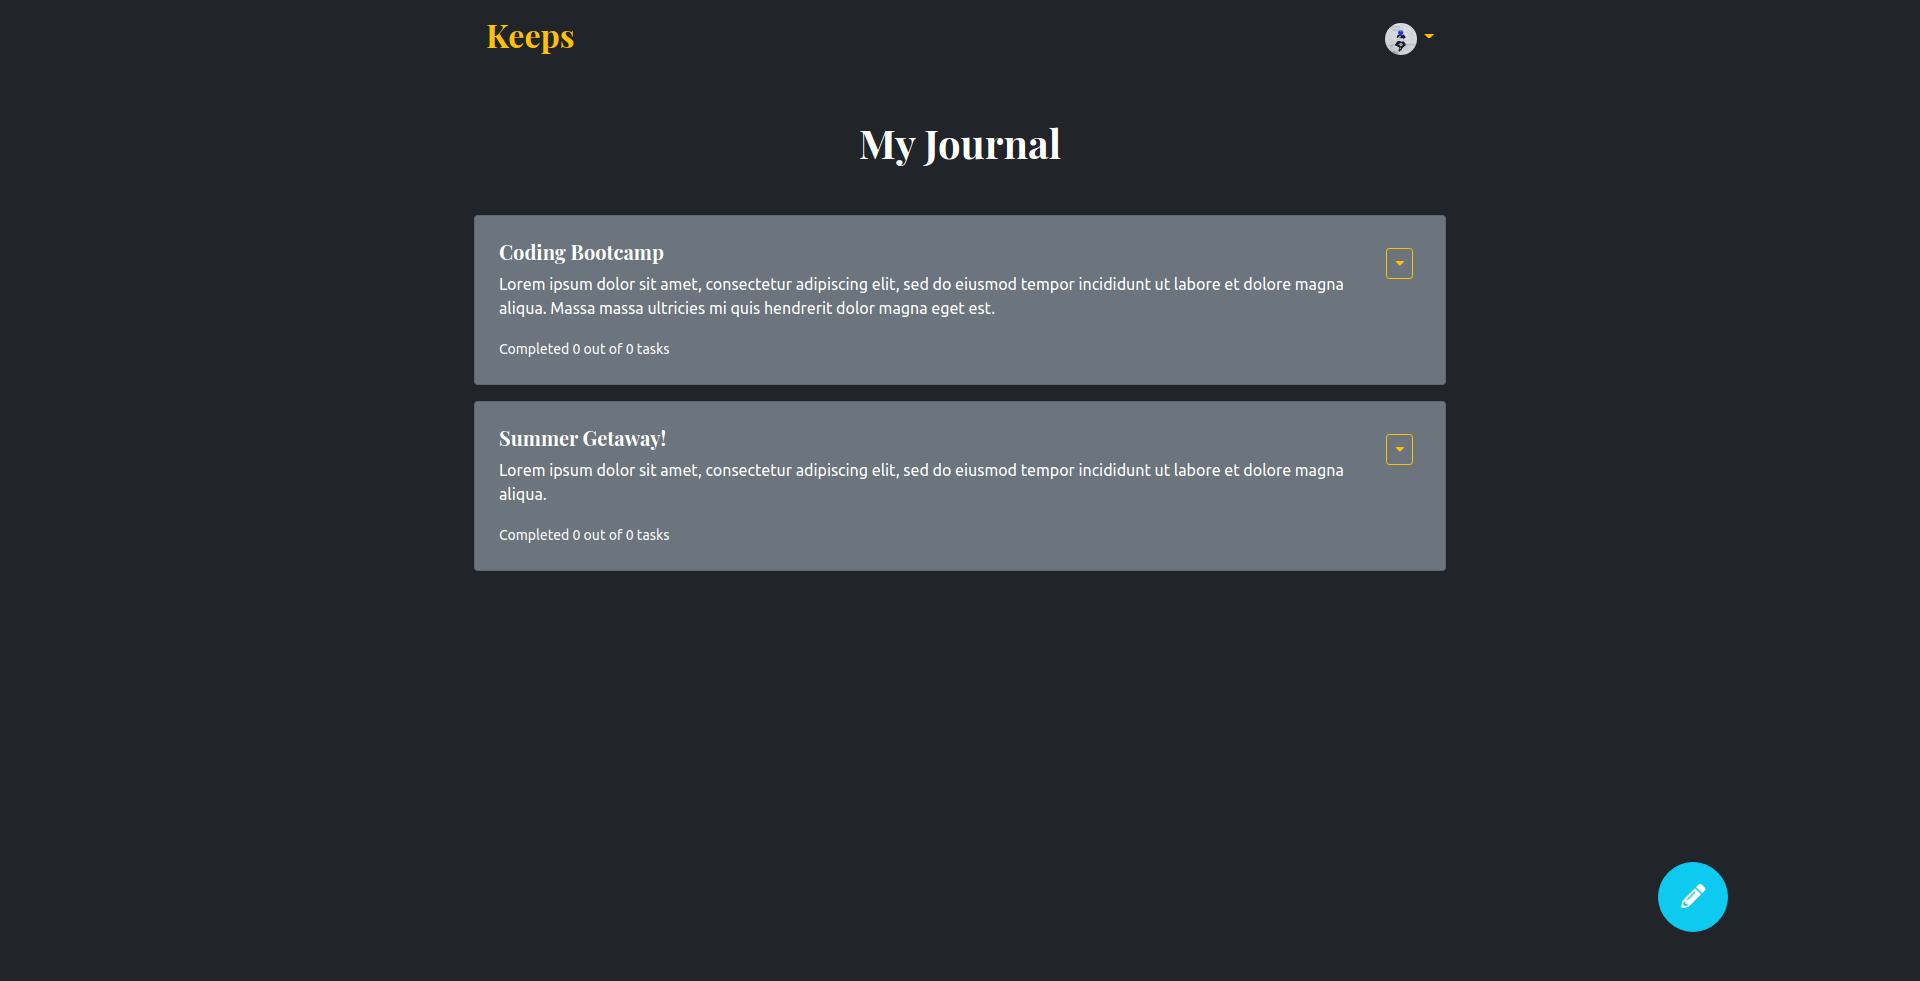 Keeps
My Journal
Coding Bootcamp
Lorem ipsum dolor sit amet, consectetur adipiscing elit, sed do eiusmod tempor incididunt ut labore et dolore magna
aliqua. Massa massa ultricies mi quis hendrerit dolor magna eget est.
Completed 0 out of 0 tasks
Summer Getaway!
Lorem ipsum dolor sit amet, consectetur adipiscing elit, sed do eiusmod tempor incididunt ut labore et dolore magna
aliqua.
Completed 0 out of 0 tasks